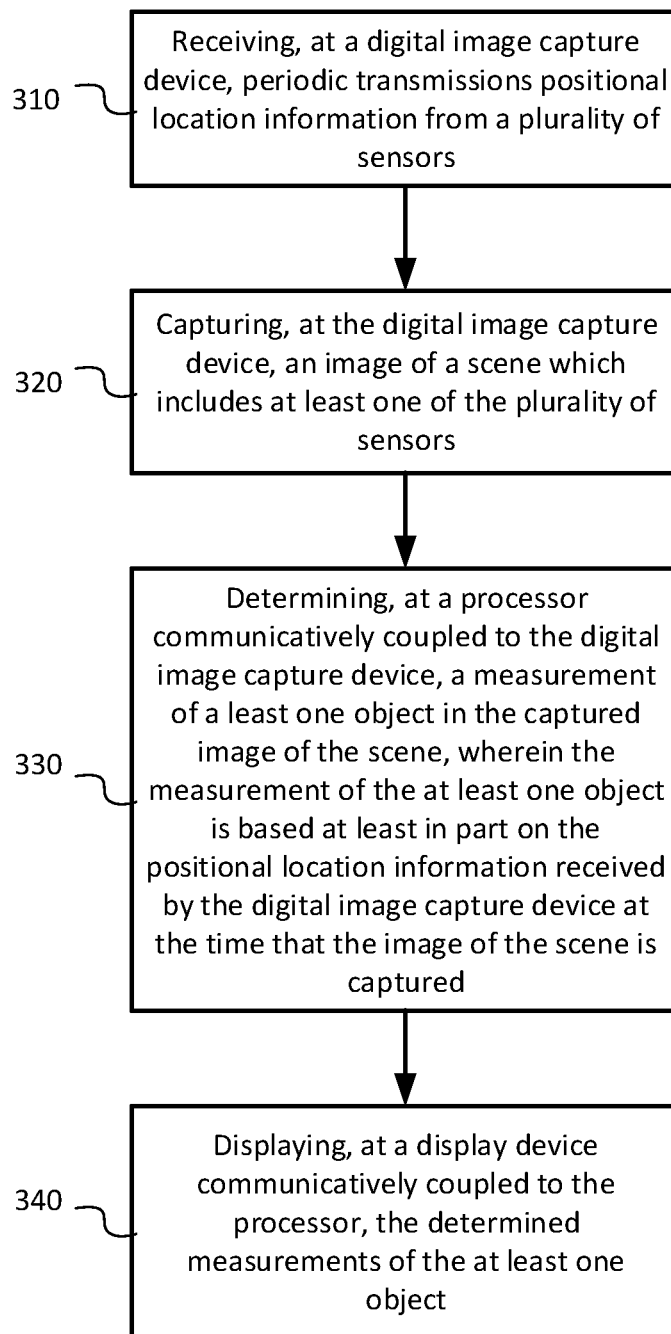 310
Receiving, at a digital image capture
device, periodic transmissions positional
location information from a plurality of
sensors
320
Capturing, at the digital image capture
device, an image of a scene which
includes at least one of the plurality of
sensors
330
Determining, at a processor
communicatively coupled to the digital
image capture device, a measurement
of a least one object in the captured
image of the scene, wherein the
measurement of the at least one object
is based at least in part on the
positional location information received
by the digital image capture device at
the time that the image of the scene is
captured
340
Displaying, at a display device
communicatively coupled to the
processor, the determined
measurements of the at least one
object